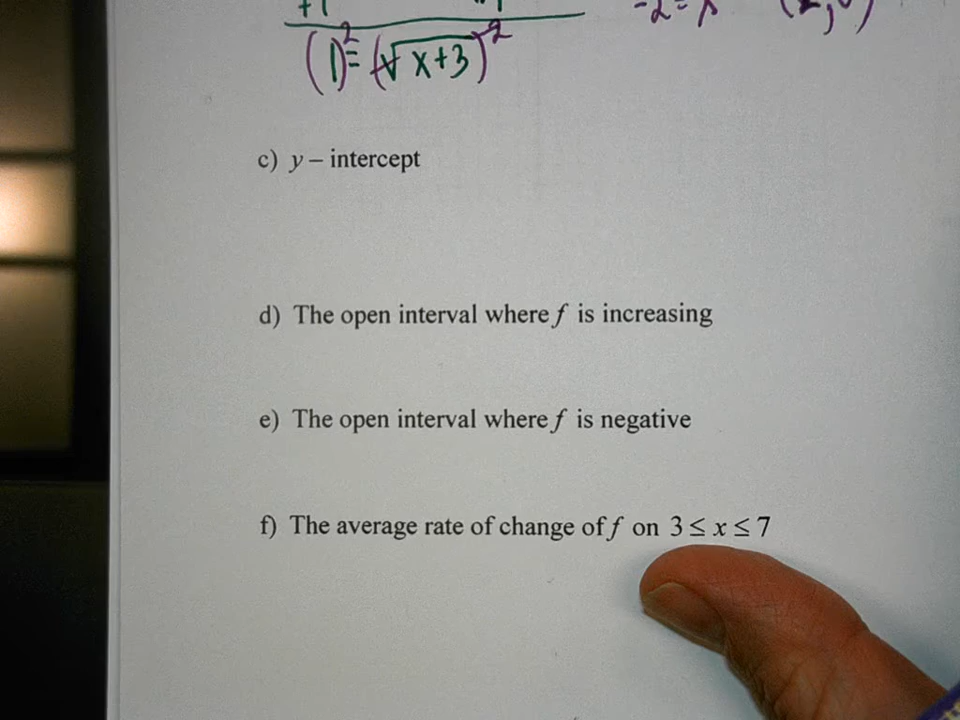 -2 = x
(1)² = (√x+3)²
c) y – intercept
d) The open interval where f is increasing
e) The open interval where f is negative
f) The average rate of change of f on 3 ≤ x ≤ 7